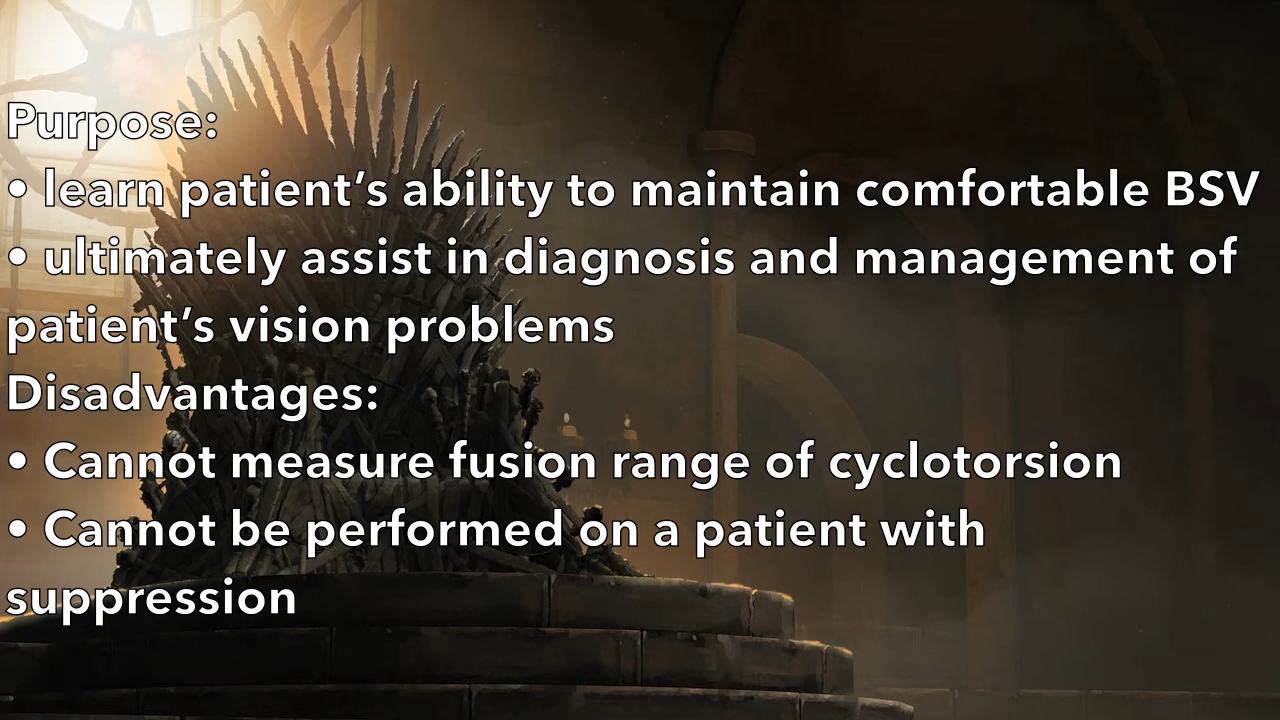 Purpose:
• learn patient’s ability to maintain comfortable BSV
• ultimately assist in diagnosis and management of
patient’s vision problems
Disadvantages:
• Cannot measure fusion range of cyclotorsion
• Cannot be performed on a patient with
suppression